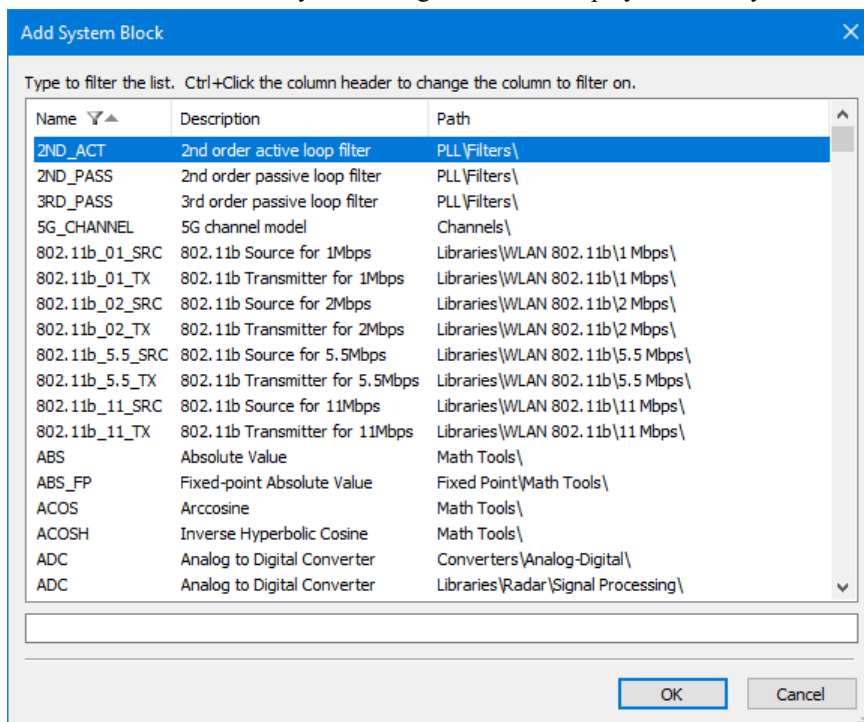 Add System Block
Type to filter the list. Ctrl+Click the column header to change the column to filter on.
Name Description Path
2ND_ACT 2nd order active loop filter PLL\Filters\
2ND_PASS 2nd order passive loop filter PLL\Filters\
3RD_PASS 3rd order passive loop filter PLL\Filters\
5G_CHANNEL 5G channel model Channels\
802.11b_01_SRC 802.11b Source for 1Mbps Libraries\WLAN 802.11b\1 Mbps\
802.11b_01_TX 802.11b Transmitter for 1Mbps Libraries\WLAN 802.11b\1 Mbps\
802.11b_02_SRC 802.11b Source for 2Mbps Libraries\WLAN 802.11b\2 Mbps\
802.11b_02_TX 802.11b Transmitter for 2Mbps Libraries\WLAN 802.11b\2 Mbps\
802.11b_5.5_SRC 802.11b Source for 5.5Mbps Libraries\WLAN 802.11b\5.5 Mbps\
802.11b_5.5_TX 802.11b Transmitter for 5.5Mbps Libraries\WLAN 802.11b\5.5 Mbps\
802.11b_11_SRC 802.11b Source for 11Mbps Libraries\WLAN 802.11b\11 Mbps\
802.11b_11_TX 802.11b Transmitter for 11Mbps Libraries\WLAN 802.11b\11 Mbps\
ABS Absolute Value Math Tools\
ABS_FP Fixed-point Absolute Value Fixed Point\Math Tools\
ACOS Arccosine Math Tools\
ACOSH Inverse Hyperbolic Cosine Math Tools\
ADC Analog to Digital Converter Converters\Analog-Digital\
ADC Analog to Digital Converter Libraries\Radar\Signal Processing\
OK Cancel